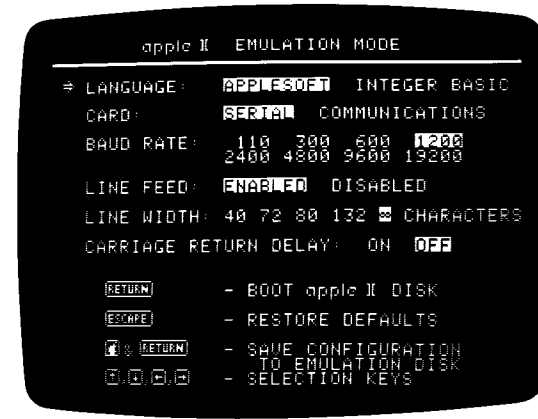 apple ][ EMULATION MODE
⇒ LANGUAGE: APPLESOFT INTEGER BASIC
CARD: SERIAL COMMUNICATIONS
BAUD RATE: 110 300 600 1200
2400 4800 9600 19200
LINE FEED: ENABLED DISABLED
LINE WIDTH: 40 72 80 132 ∞ CHARACTERS
CARRIAGE RETURN DELAY: ON OFF
RETURN - BOOT apple ][ DISK
ESCAPE - RESTORE DEFAULTS
& RETURN - SAVE CONFIGURATION
TO EMULATION DISK
↑,↓,←,→ - SELECTION KEYS